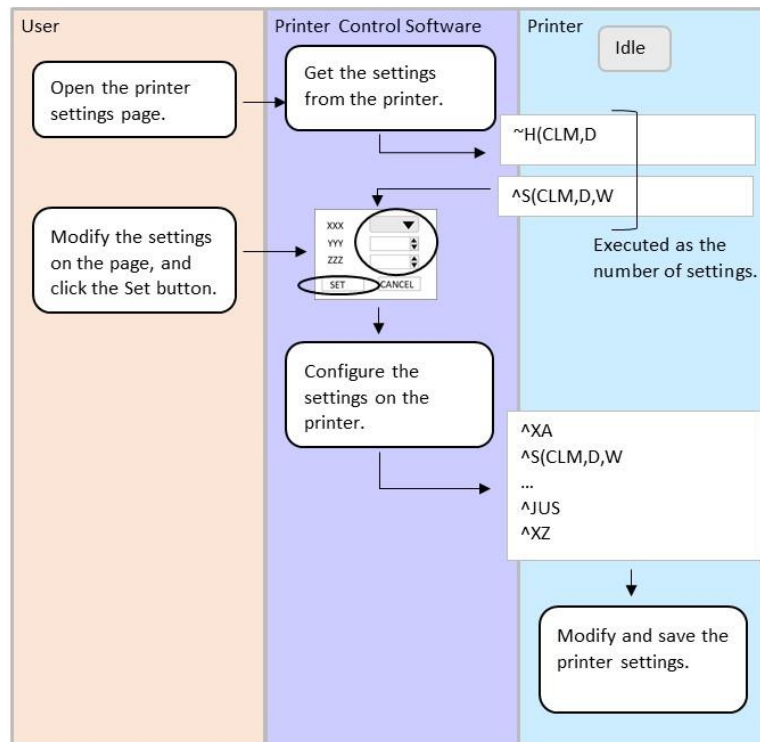 User
Printer Control Software
Printer
Idle
Open the printer
settings page.
Get the settings
from the printer.
~H(CLM,D
^S(CLM,D,W
Executed as the
number of settings.
Modify the settings
on the page, and
click the Set button.
XXX
YYY
ZZZ
SET
CANCEL
Configure the
settings on the
printer.
^XA
^S(CLM,D,W
...
^JUS
^XZ
Modify and save the
printer settings.